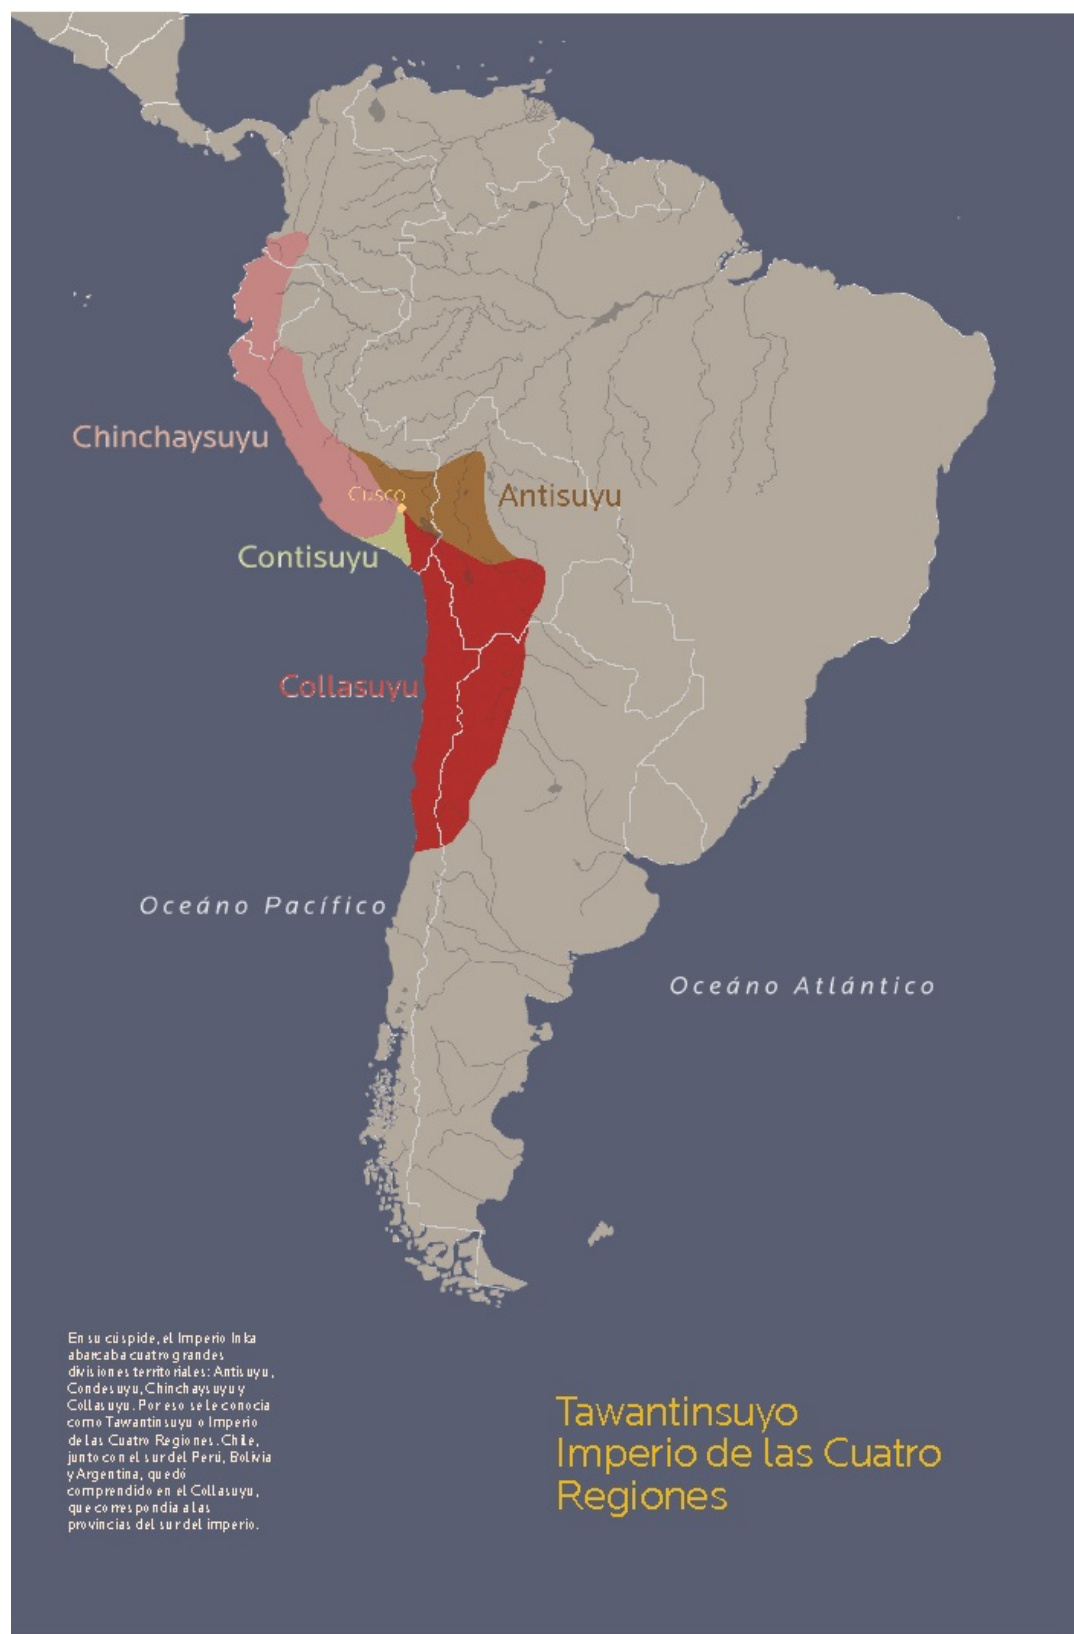 Chinchaysuyu
Cusco
Antisuyu
Contisuyu
Collasuyu
Oceáno Pacífico
Oceáno Atlántico
En su cúspide, el Imperio Inka
abarcaba cuatro grandes
divisiones territoriales: Antisuyu,
Condesuyu, Chinchaysuyu y
Collasuyu. Por eso se le conocía
como Tawantinsuyu o Imperio
de las Cuatro Regiones. Chile,
junto con el sur del Perú, Bolivia
y Argentina, quedó
comprendido en el Collasuyu,
que correspondía a las
provincias del sur del imperio.
Tawantinsuyo
Imperio de las Cuatro
Regiones